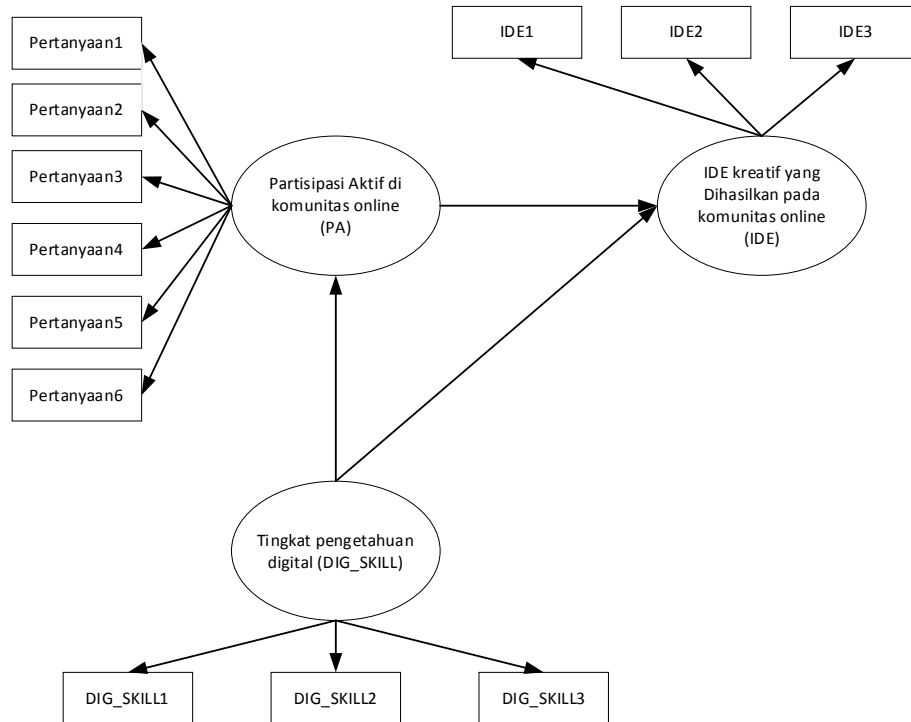 Pertanyaan1
Pertanyaan2
Pertanyaan3
Pertanyaan4
Pertanyaan5
Pertanyaan6
IDE1
IDE2
IDE3
Partisipasi Aktif di
komunitas online
(PA)
IDE kreatif yang
Dihasilkan pada
komunitas online
(IDE)
Tingkat pengetahuan
digital (DIG_SKILL)
DIG_SKILL1
DIG_SKILL2
DIG_SKILL3